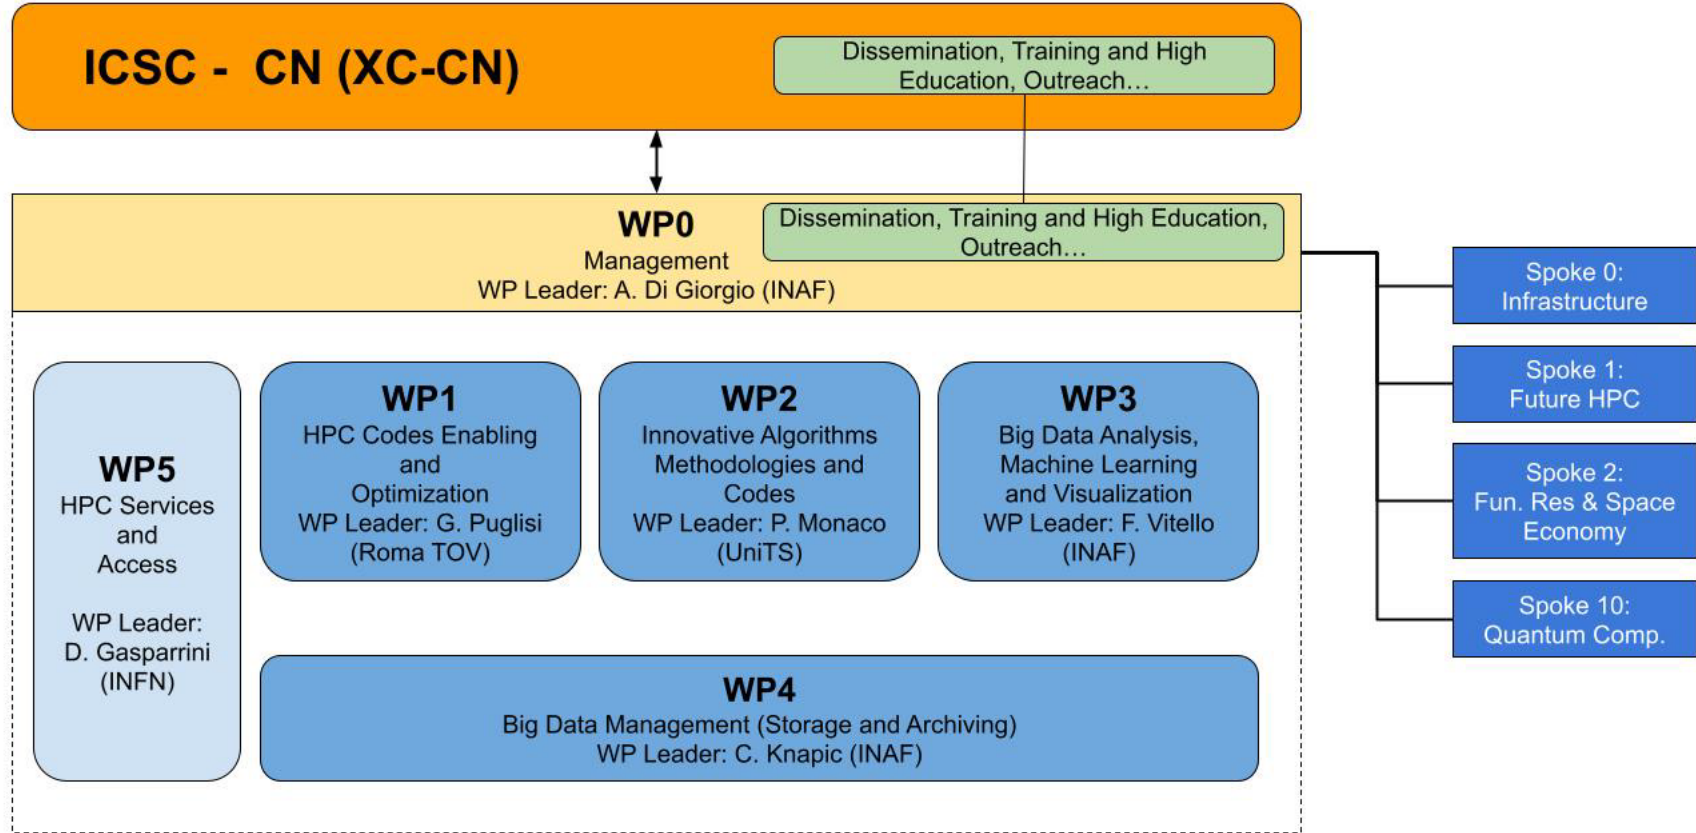 ICSC - CN (XC-CN)
Dissemination, Training and High
Education, Outreach…
WP0
Management
WP Leader: A. Di Giorgio (INAF)
Dissemination, Training and High Education,
Outreach…
WP5
HPC Services
and
Access
WP Leader:
D. Gasparrini
(INFN)
WP1
HPC Codes Enabling
and
Optimization
WP Leader: G. Puglisi
(Roma TOV)
WP2
Innovative Algorithms
Methodologies and
Codes
WP Leader: P. Monaco
(UniTS)
WP3
Big Data Analysis,
Machine Learning
and Visualization
WP Leader: F. Vitello
(INAF)
WP4
Big Data Management (Storage and Archiving)
WP Leader: C. Knapic (INAF)
Spoke 0:
Infrastructure
Spoke 1:
Future HPC
Spoke 2:
Fun. Res & Space
Economy
Spoke 10:
Quantum Comp.